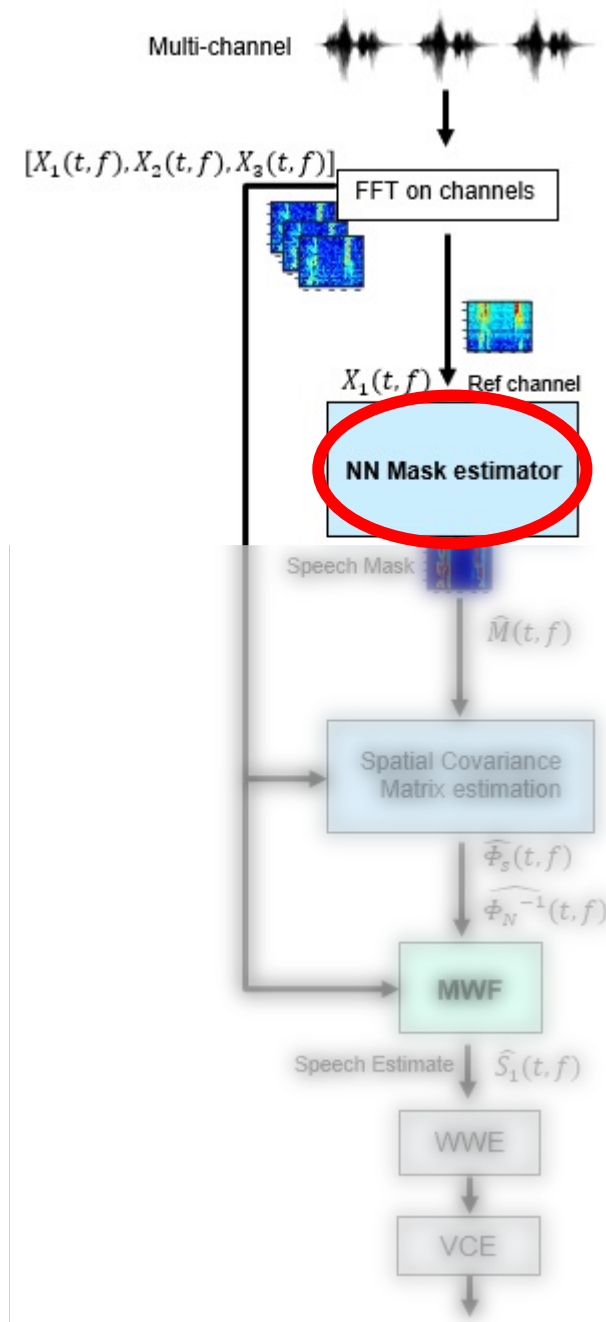 Multi-channel
[X₁(t,f),X₂(t,f),X₃(t,f)]
FFT on channels
X₁(t,f) Ref channel
NN Mask estimator
Speech Mask
M̂(t,f)
Spatial Covariance
Matrix estimation
Φ̂ₛ(t,f)
Φ̂_N⁻¹(t,f)
MWF
Speech Estimate Ŝ₁(t,f)
WWE
VCE